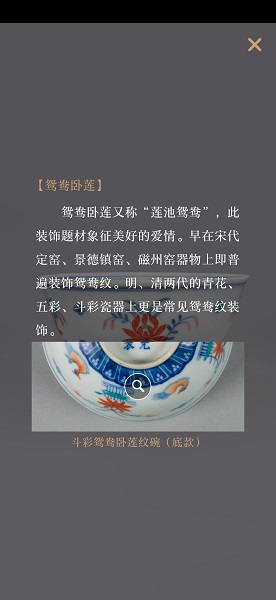 【鸳鸯卧莲】
鸳鸯卧莲又称“莲池鸳鸯”，此
装饰题材象征美好的爱情。早在宋代
定窑、景德镇窑、磁州窑器物上即普
遍装饰鸳鸯纹。明、清两代的青花、
五彩、斗彩瓷器上更是常见鸳鸯纹装
饰。
斗彩鸳鸯卧莲纹碗（底款）